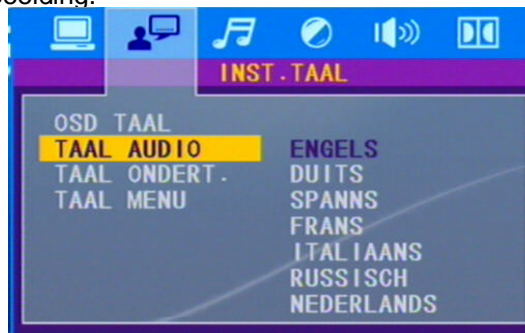 INST.TAAL
OSD TAAL
TAAL AUDIO
TAAL ONDERT.
TAAL MENU
ENGELS
DUITS
SPANNS
FRANS
ITALIAANS
RUSSISCH
NEDERLANDS